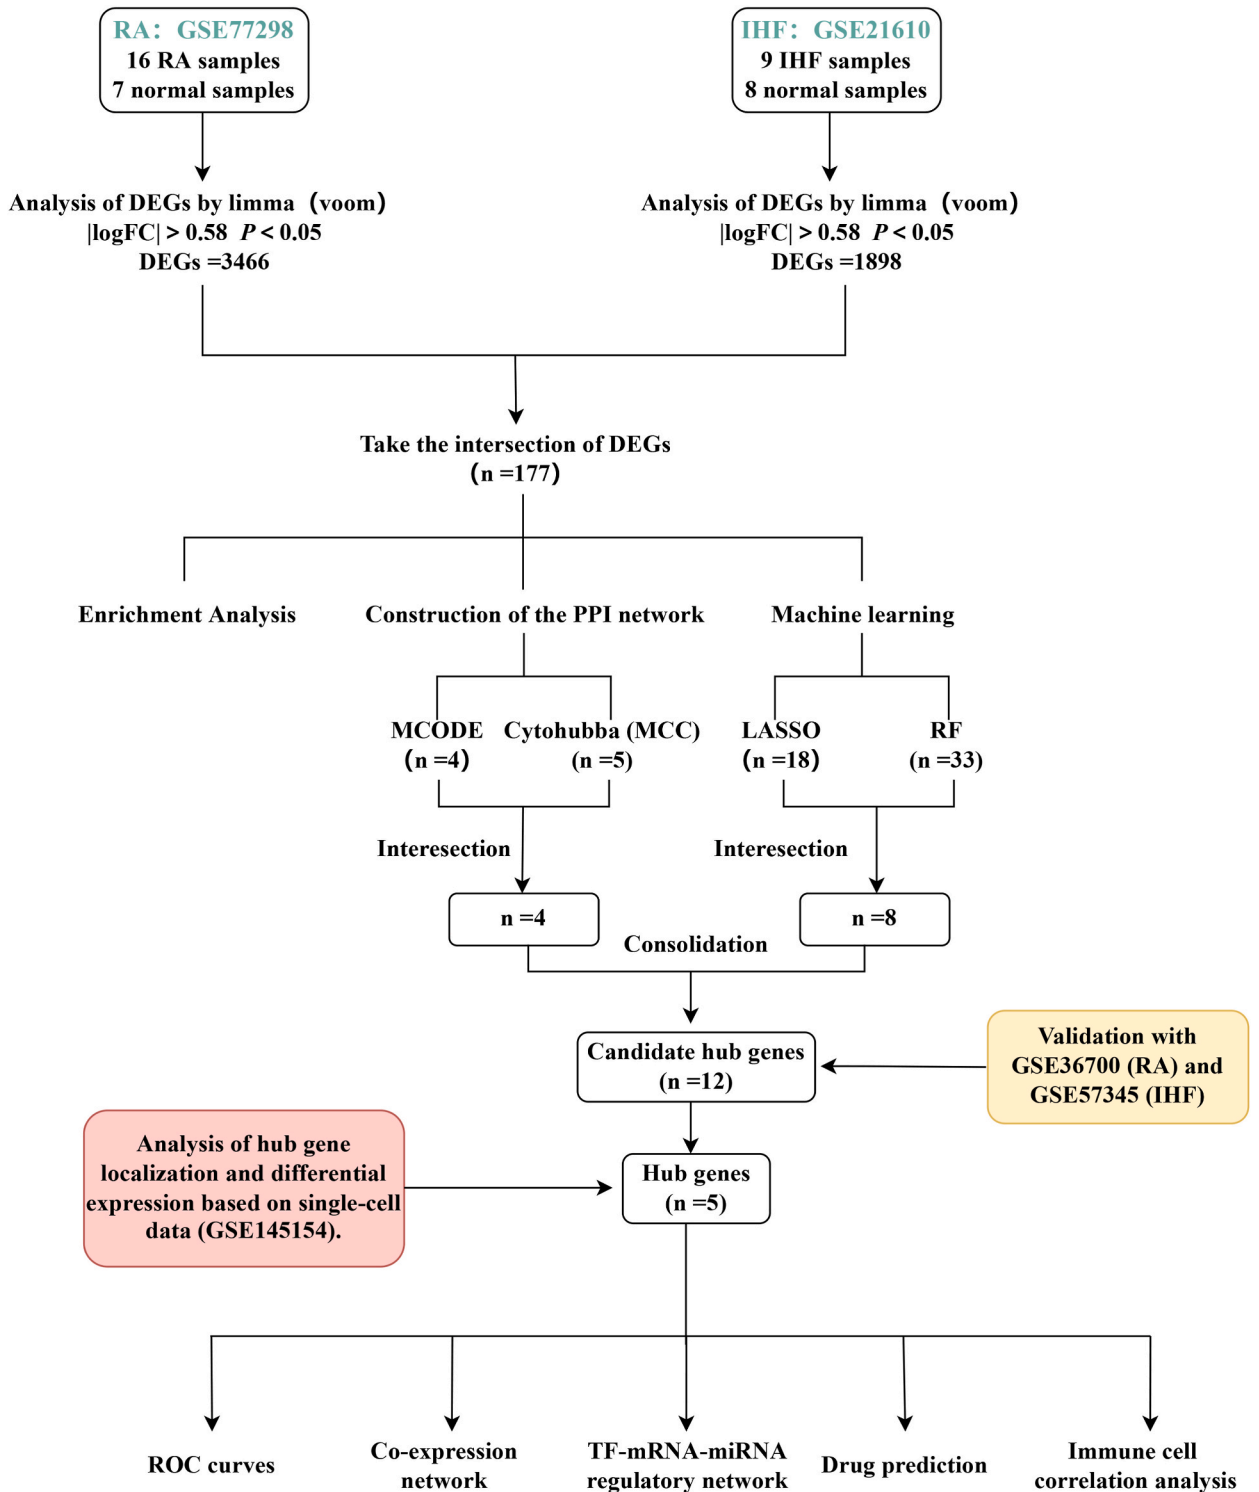 RA：GSE77298
16 RA samples
7 normal samples
IHF：GSE21610
9 IHF samples
8 normal samples
Analysis of DEGs by limma（voom）
|logFC| > 0.58 P < 0.05
DEGs =3466
Analysis of DEGs by limma（voom）
|logFC| > 0.58 P < 0.05
DEGs =1898
Take the intersection of DEGs
（n =177）
Enrichment Analysis
Construction of the PPI network
Machine learning
MCODE
（n =4）
Cytohubba (MCC)
(n =5)
LASSO
（n =18）
RF
(n =33)
Interesection
Interesection
n =4
n =8
Consolidation
Candidate hub genes
(n =12)
Validation with
GSE36700 (RA) and
GSE57345 (IHF)
Analysis of hub gene
localization and differential
expression based on single-cell
data (GSE145154).
Hub genes
(n =5)
ROC curves
Co-expression
network
TF-mRNA-miRNA
regulatory network
Drug prediction
Immune cell
correlation analysis